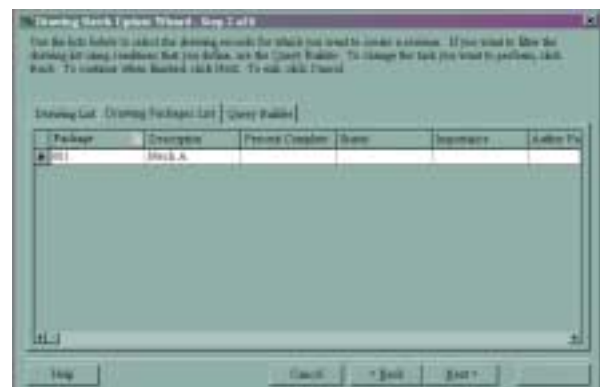 Drawing Batch Update Wizard - Step 2 of 6
Use the lists below to select the drawing records for which you want to create a revision. If you want to filter the
drawing list using conditions that you define, use the Query Builder. To change the task you want to perform, click
Back. To continue when finished, click Next. To exit, click Cancel.
Drawing List Drawing Packages List Query Builder
Package Description Percent Complete Status Importance Author
001 Block A
Help Cancel < Back Next >